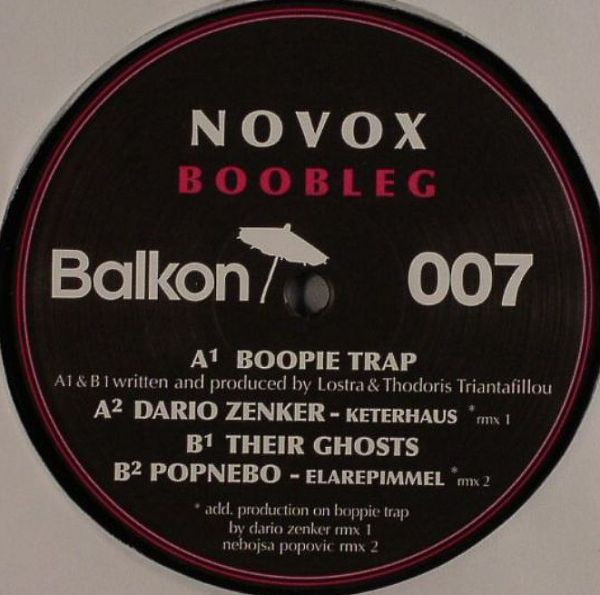 NOVOX
BOOBLEG
Balkon 007
A1 BOOPIE TRAP
A1 & B1 written and produced by Lostra & Thodoris Triantafillou
A2 DARIO ZENKER - KETERHAUS * rmx 1
B1 THEIR GHOSTS
B2 POPNEBO - ELAREPIMMEL * rmx 2
* add. production on boppie trap
by dario zenker rmx 1
nebojsa popovic rmx 2